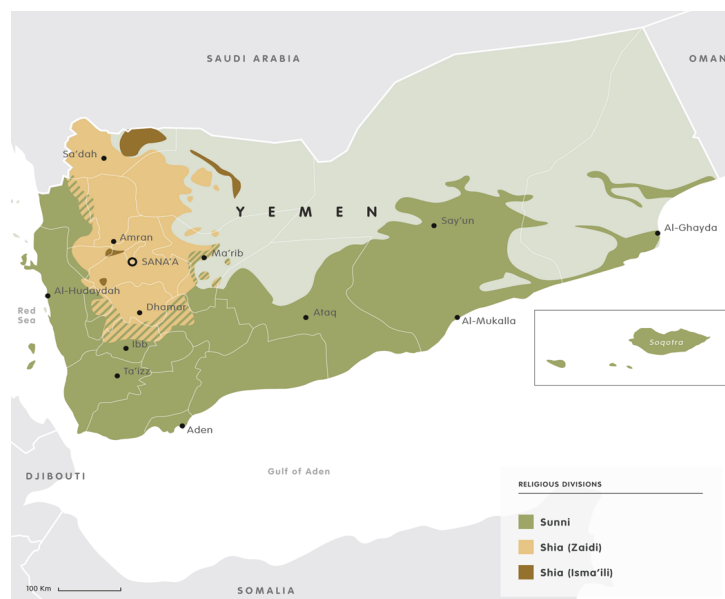 SAUDI ARABIA
OMAN
Sa'dah
YEMEN
Say'un
Al-Ghayda
Amran
Ma'rib
SANA'A
Al-Hudaydah
Red
Sea
Dhamar
Ataq
Al-Mukalla
Ibb
Soqotra
Ta'izz
Aden
Gulf of Aden
DJIBOUTI
RELIGIOUS DIVISIONS
Sunni
Shia (Zaidi)
Shia (Isma'ili)
100 Km
SOMALIA